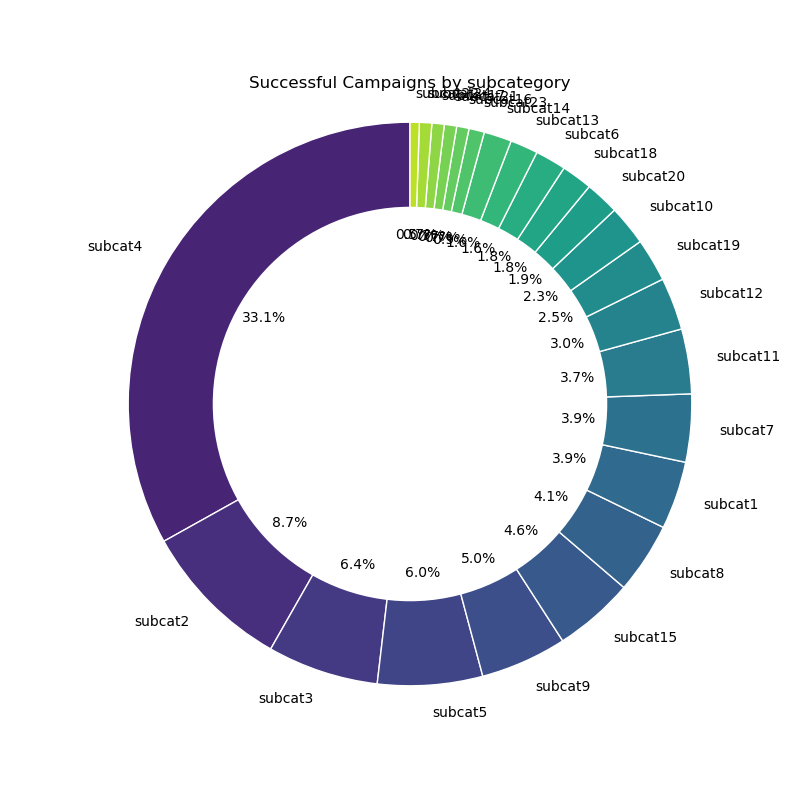 Successful Campaigns by subcategory
subcat23
subcat14
subcat13
subcat6
subcat18
subcat20
subcat10
subcat19
subcat12
subcat11
subcat7
subcat1
subcat8
subcat15
subcat9
subcat5
subcat3
subcat2
subcat4
1.6%
1.6%
1.8%
1.8%
1.9%
2.3%
2.5%
3.0%
3.7%
3.9%
3.9%
4.1%
4.6%
5.0%
6.0%
6.4%
8.7%
33.1%